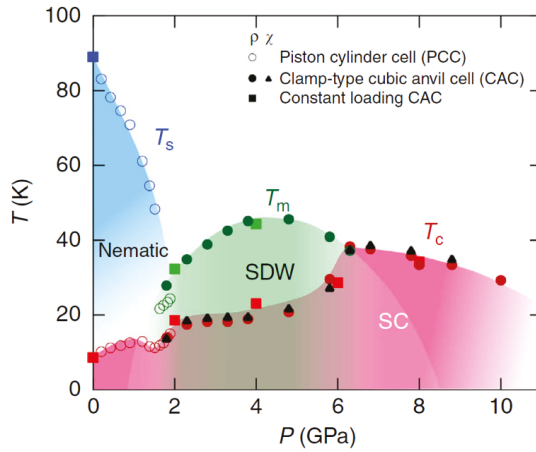 100
80
60
40
20
0
T (K)
0 2 4 6 8 10
P (GPa)
ρ χ
Piston cylinder cell (PCC)
Clamp-type cubic anvil cell (CAC)
Constant loading CAC
Ts
Tm
Tc
Nematic
SDW
SC